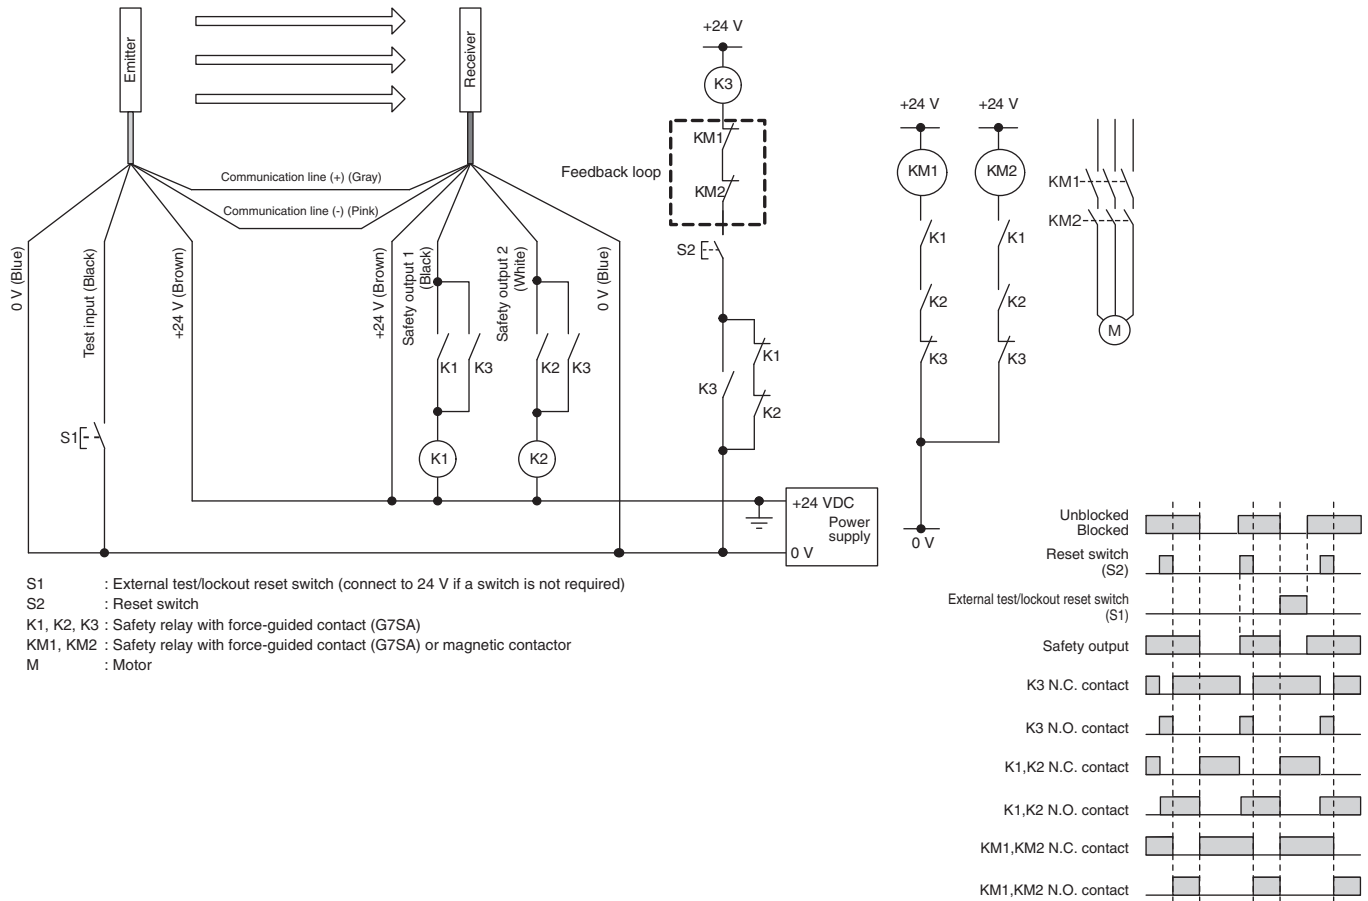 Emitter
Receiver
Communication line (+) (Gray)
Communication line (-) (Pink)
0 V (Blue)
Test input (Black)
+24 V (Brown)
+24 V (Brown)
Safety output 1
(Black)
Safety output 2
(White)
0 V (Blue)
S1
K1
K3
K2
K3
K1
K2
+24 V
K3
KM1
Feedback loop
KM2
S2
K1
K3
K2
+24 VDC
Power
supply
0 V
+24 V
+24 V
KM1
KM2
K1
K1
K2
K2
K3
K3
0 V
KM1
KM2
M
S1 : External test/lockout reset switch (connect to 24 V if a switch is not required)
S2 : Reset switch
K1, K2, K3 : Safety relay with force-guided contact (G7SA)
KM1, KM2 : Safety relay with force-guided contact (G7SA) or magnetic contactor
M : Motor
Unblocked
Blocked
Reset switch
(S2)
External test/lockout reset switch
(S1)
Safety output
K3 N.C. contact
K3 N.O. contact
K1,K2 N.C. contact
K1,K2 N.O. contact
KM1,KM2 N.C. contact
KM1,KM2 N.O. contact